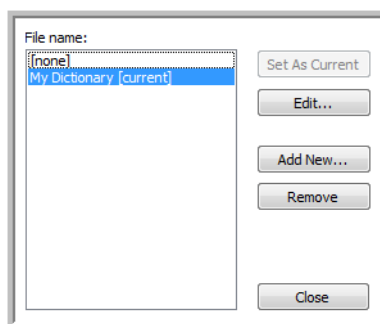 File name:
[none]
My Dictionary [current]
Set As Current
Edit...
Add New...
Remove
Close